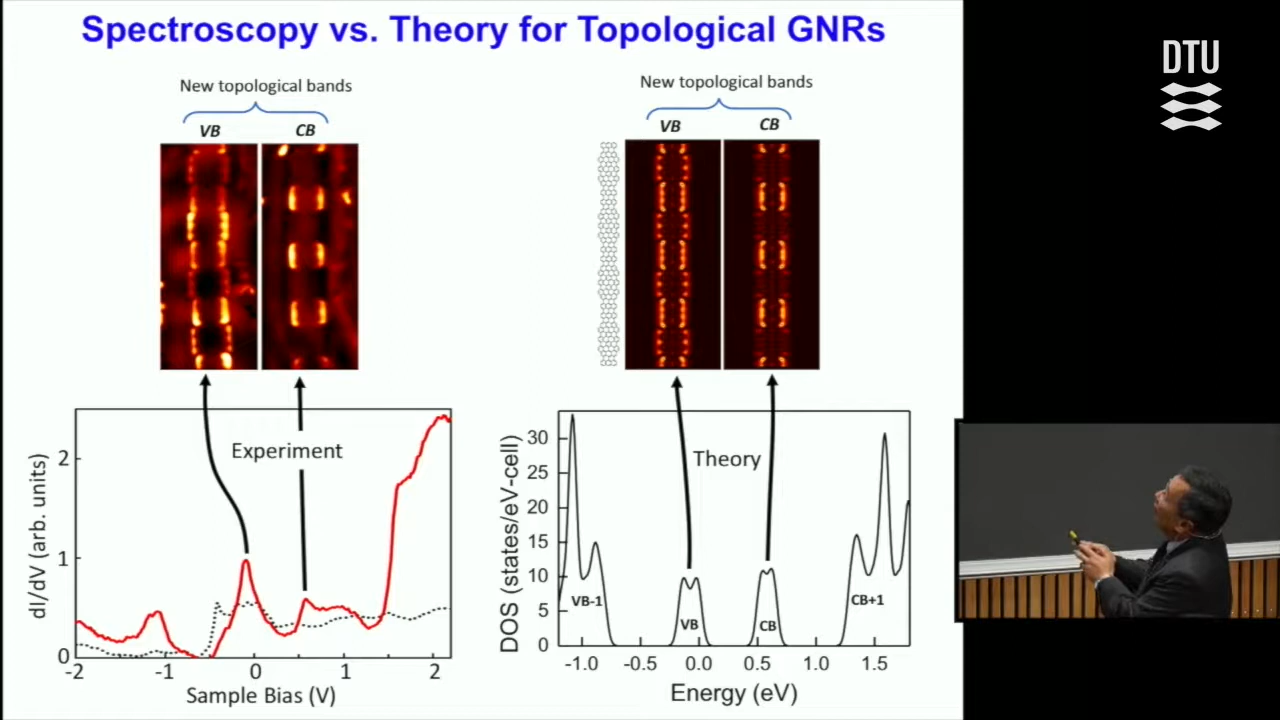 Spectroscopy vs. Theory for Topological GNRs
DTU
New topological bands
VB
CB
New topological bands
VB
CB
Experiment
dI/dV (arb. units)
2
1
0
-2
-1
0
1
2
Sample Bias (V)
Theory
DOS (states/eV-cell)
30
25
20
15
10
5
0
VB-1
VB
CB
CB+1
-1.0
-0.5
0.0
0.5
1.0
1.5
Energy (eV)